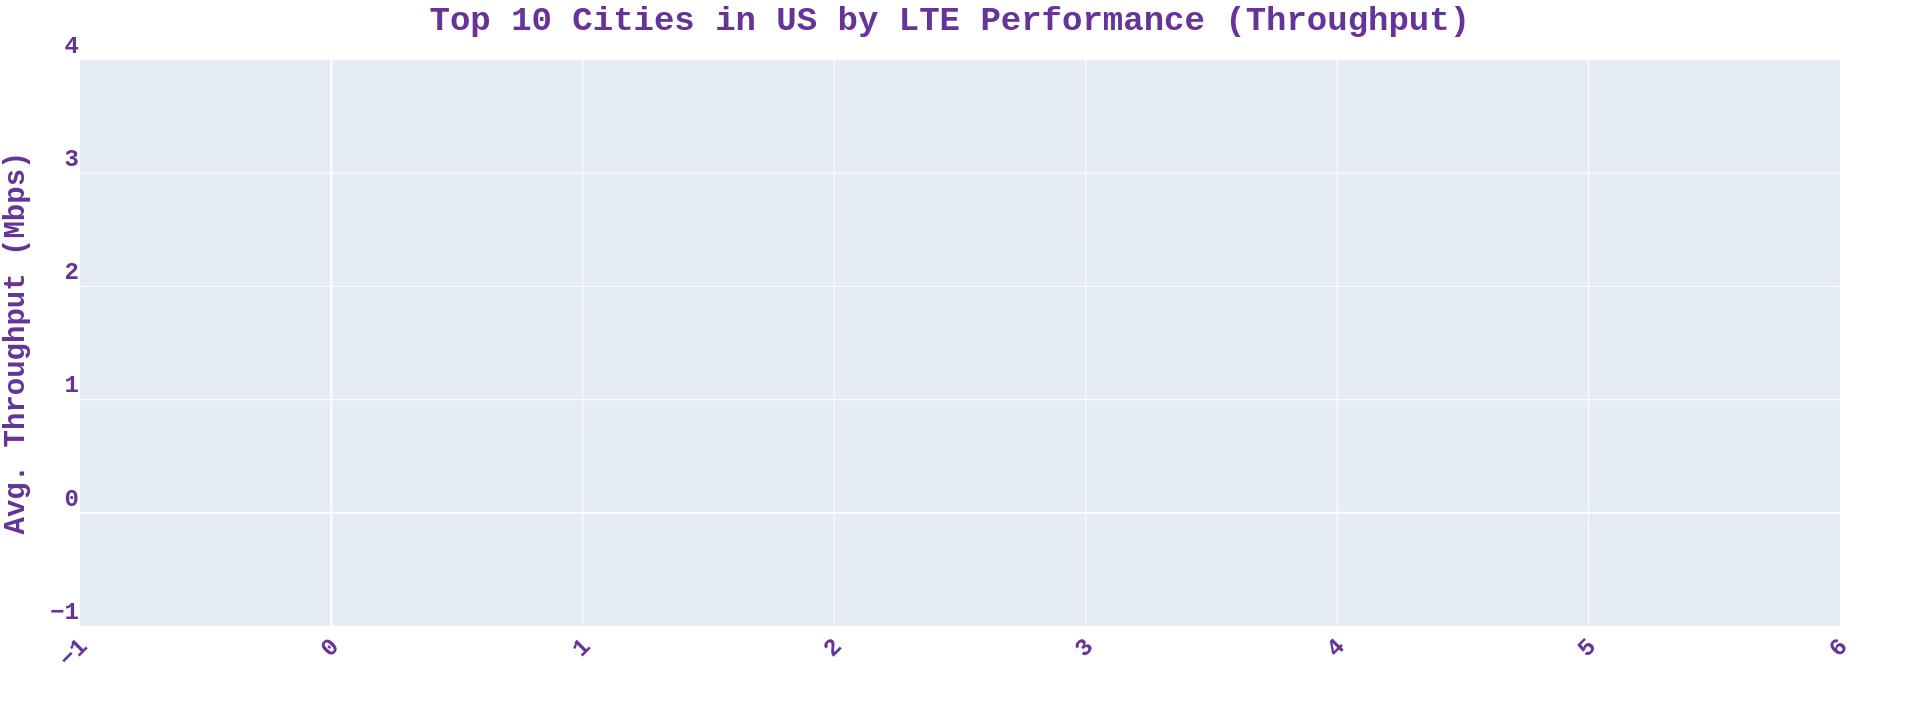 Top 10 Cities in US by LTE Performance (Throughput)
Avg. Throughput (Mbps)
4
3
2
1
0
−1
−1 0 1 2 3 4 5 6